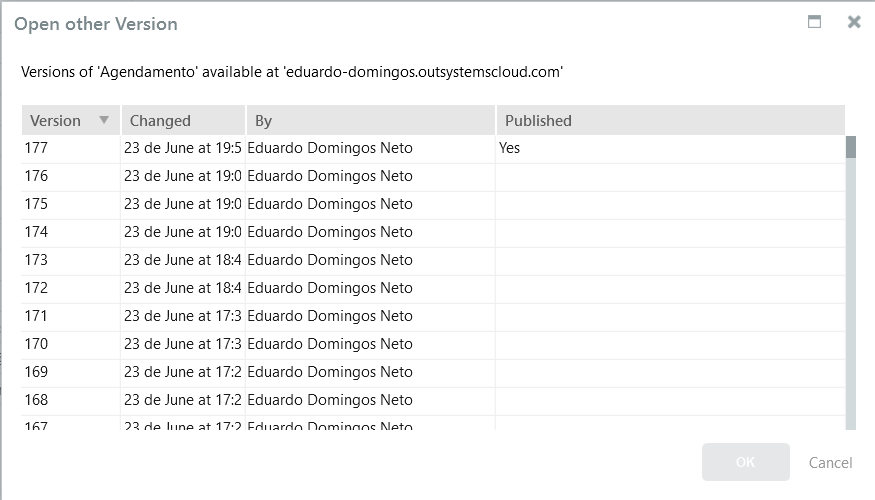 Open other Version
Versions of 'Agendamento' available at 'eduardo-domingos.outsystemscloud.com'
Version Changed By Published
177 23 de June at 19:5 Eduardo Domingos Neto Yes
176 23 de June at 19:0 Eduardo Domingos Neto
175 23 de June at 19:0 Eduardo Domingos Neto
174 23 de June at 19:0 Eduardo Domingos Neto
173 23 de June at 18:4 Eduardo Domingos Neto
172 23 de June at 18:4 Eduardo Domingos Neto
171 23 de June at 17:3 Eduardo Domingos Neto
170 23 de June at 17:3 Eduardo Domingos Neto
169 23 de June at 17:2 Eduardo Domingos Neto
168 23 de June at 17:2 Eduardo Domingos Neto
167 23 de June at 17:2 Eduardo Domingos Neto
OK Cancel